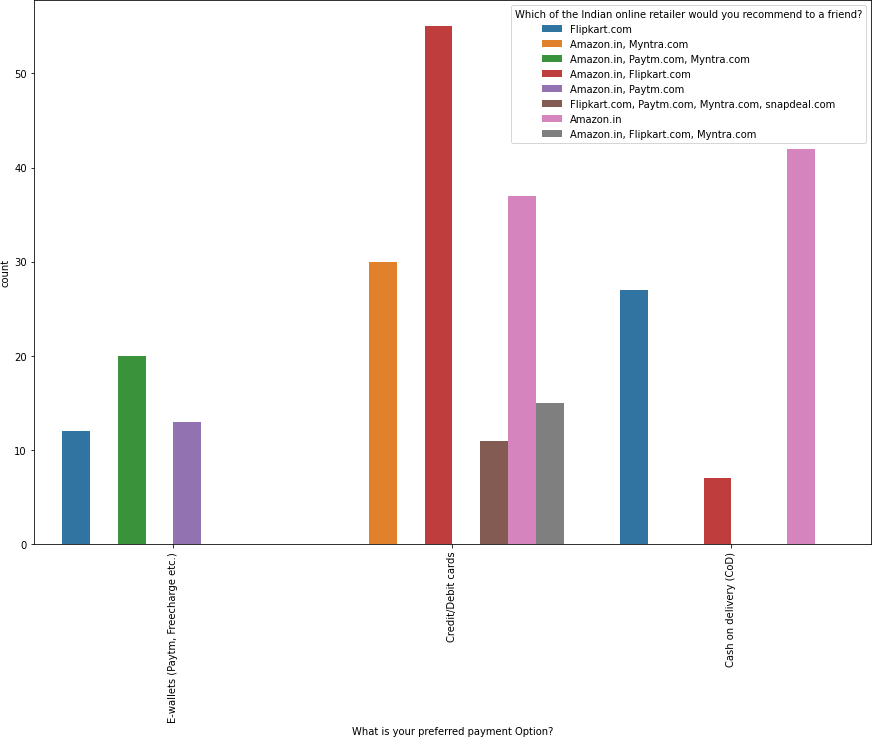 Which of the Indian online retailer would you recommend to a friend?
Flipkart.com
Amazon.in, Myntra.com
Amazon.in, Paytm.com, Myntra.com
Amazon.in, Flipkart.com
Amazon.in, Paytm.com
Flipkart.com, Paytm.com, Myntra.com, snapdeal.com
Amazon.in
Amazon.in, Flipkart.com, Myntra.com
50
40
30
20
10
0
count
E-wallets (Paytm, Freecharge etc.)
Credit/Debit cards
Cash on delivery (CoD)
What is your preferred payment Option?